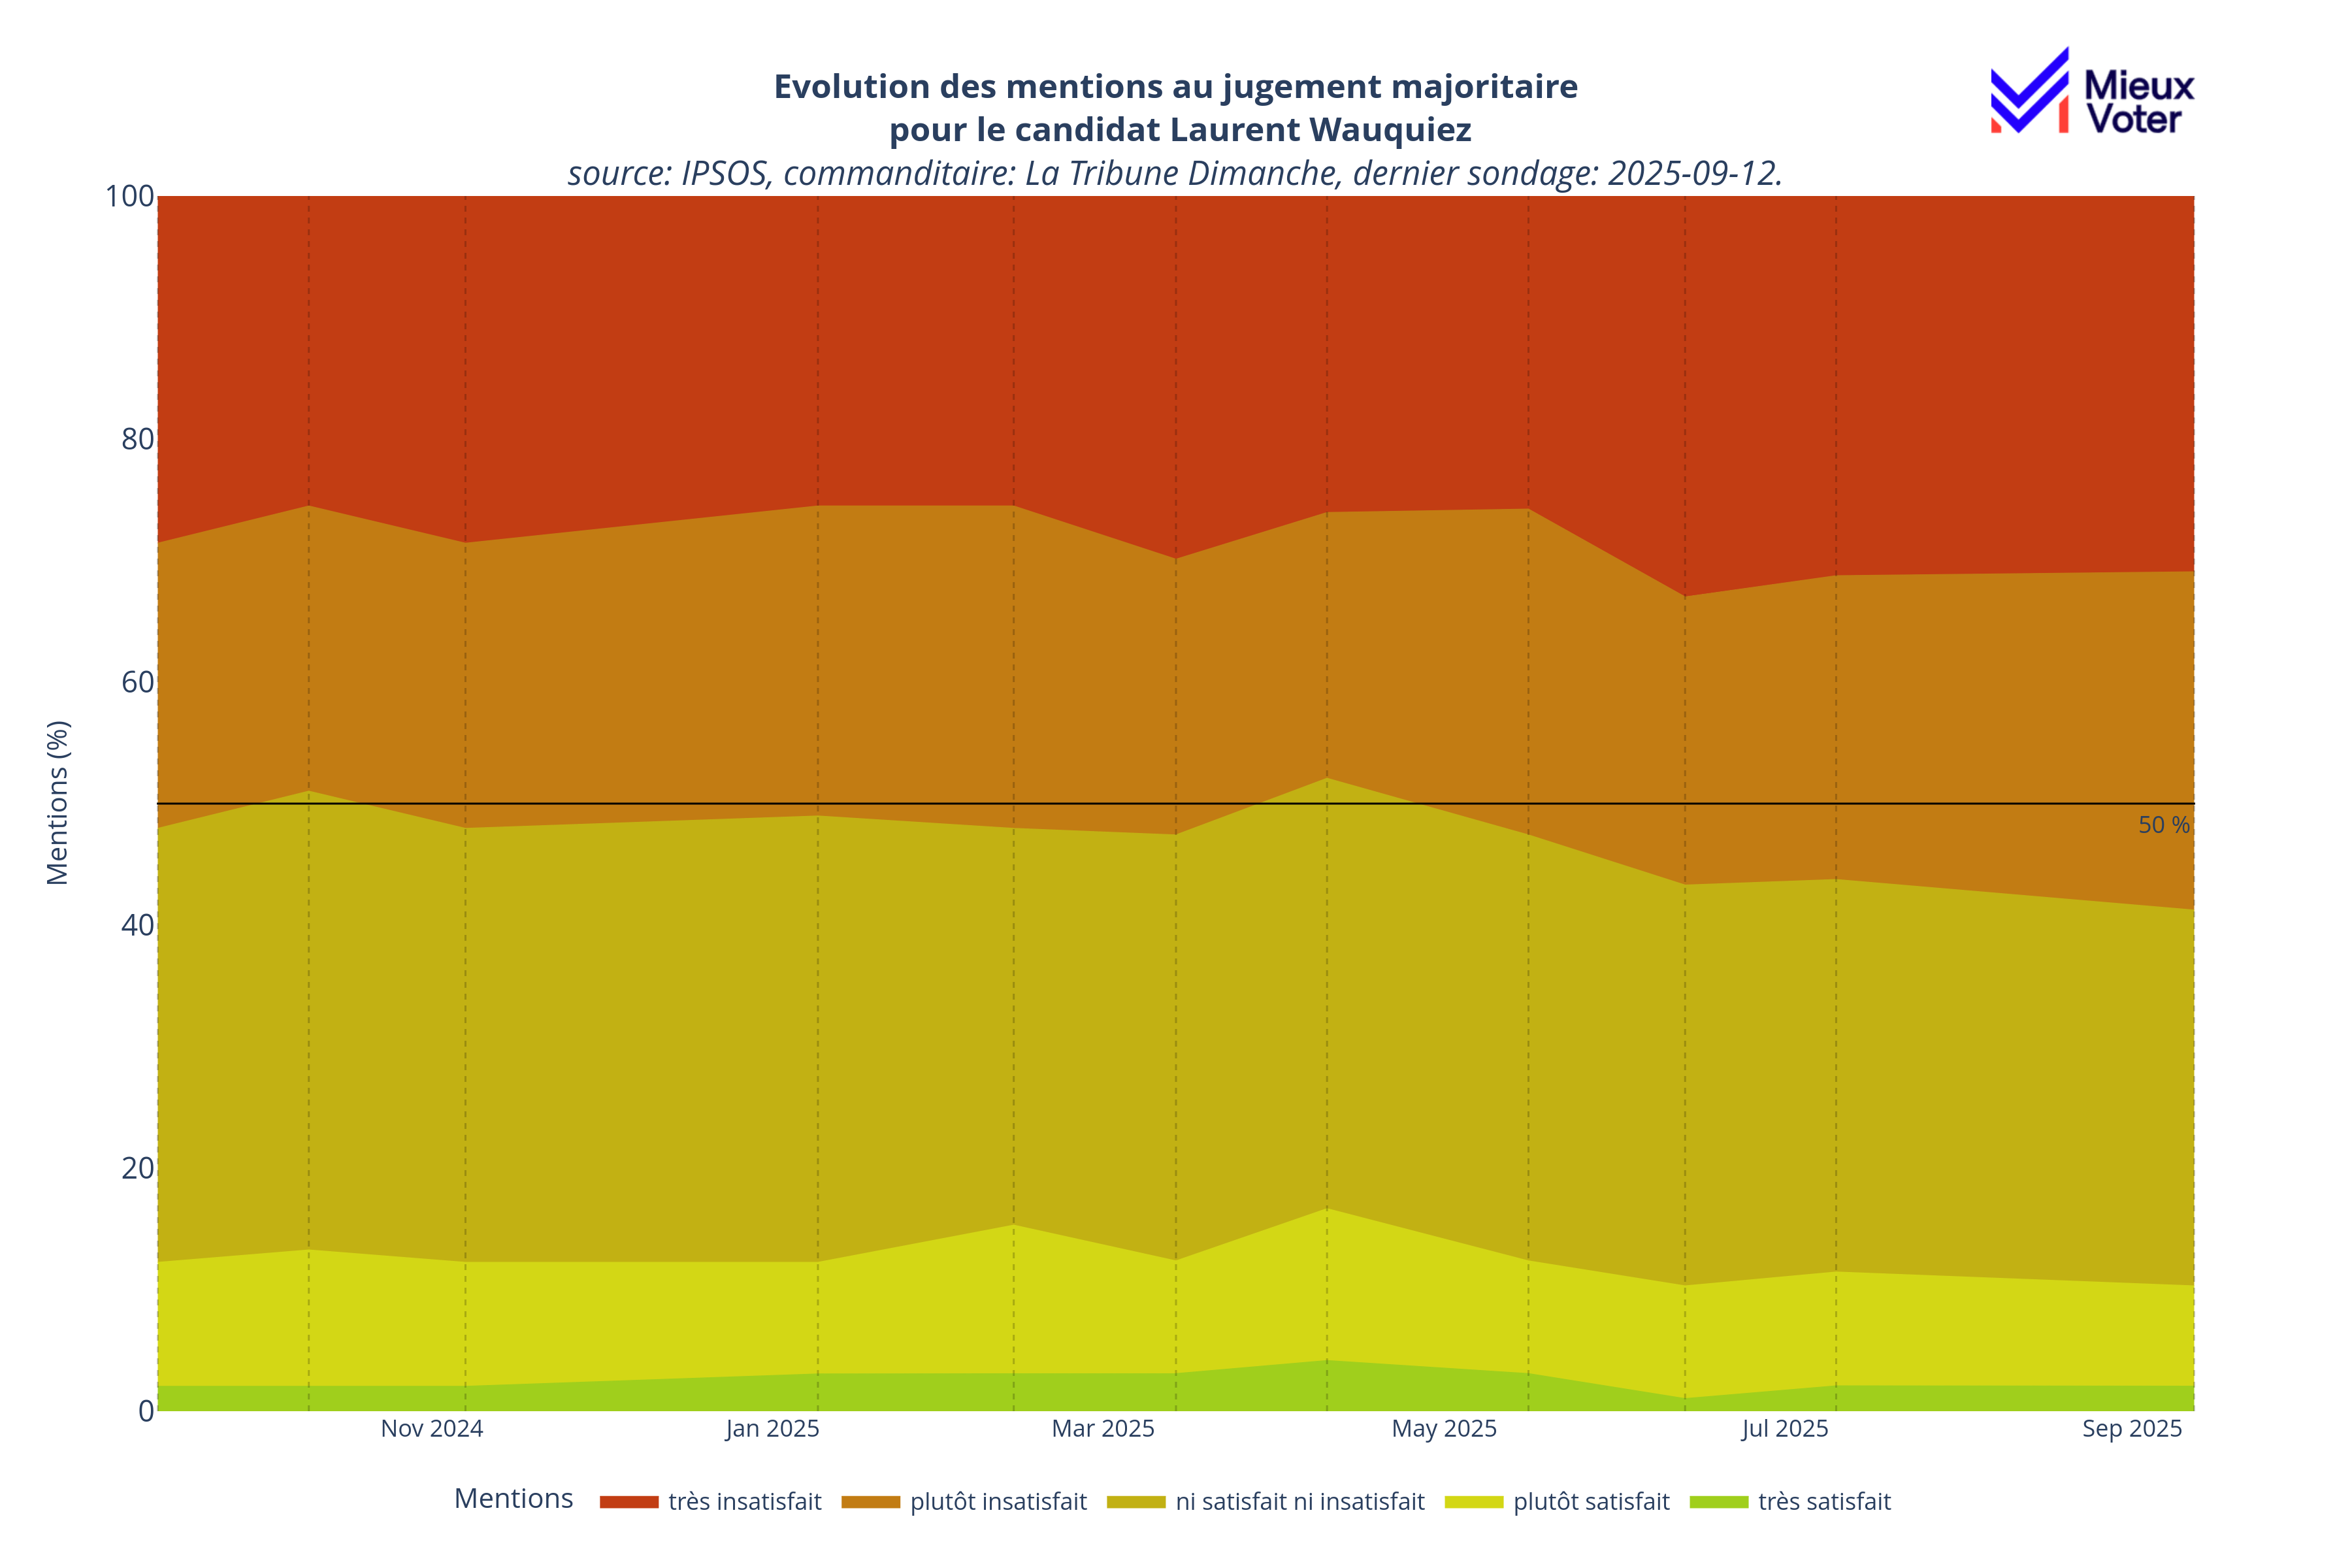 Evolution des mentions au jugement majoritaire
pour le candidat Laurent Wauquiez
source: IPSOS, commanditaire: La Tribune Dimanche, dernier sondage: 2025-09-12.
Mieux
Voter
100
80
60
40
20
0
Mentions (%)
50 %
Nov 2024
Jan 2025
Mar 2025
May 2025
Jul 2025
Sep 2025
Mentions
très insatisfait
plutôt insatisfait
ni satisfait ni insatisfait
plutôt satisfait
très satisfait